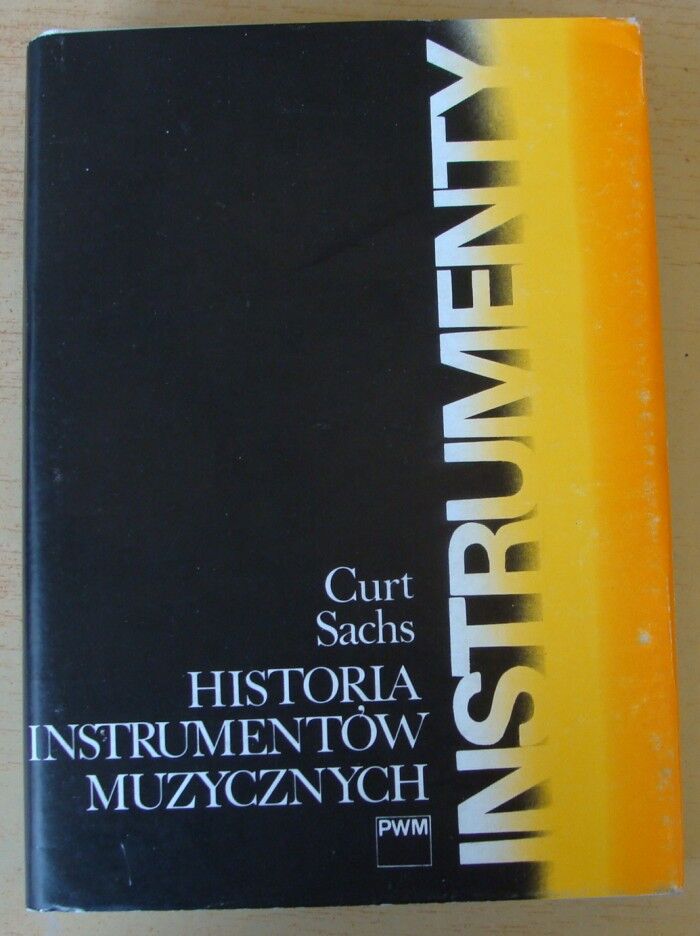 INSTRUMENTY
Curt
Sachs
HISTORIA
INSTRUMENTÓW
MUZYCZNYCH
PWM